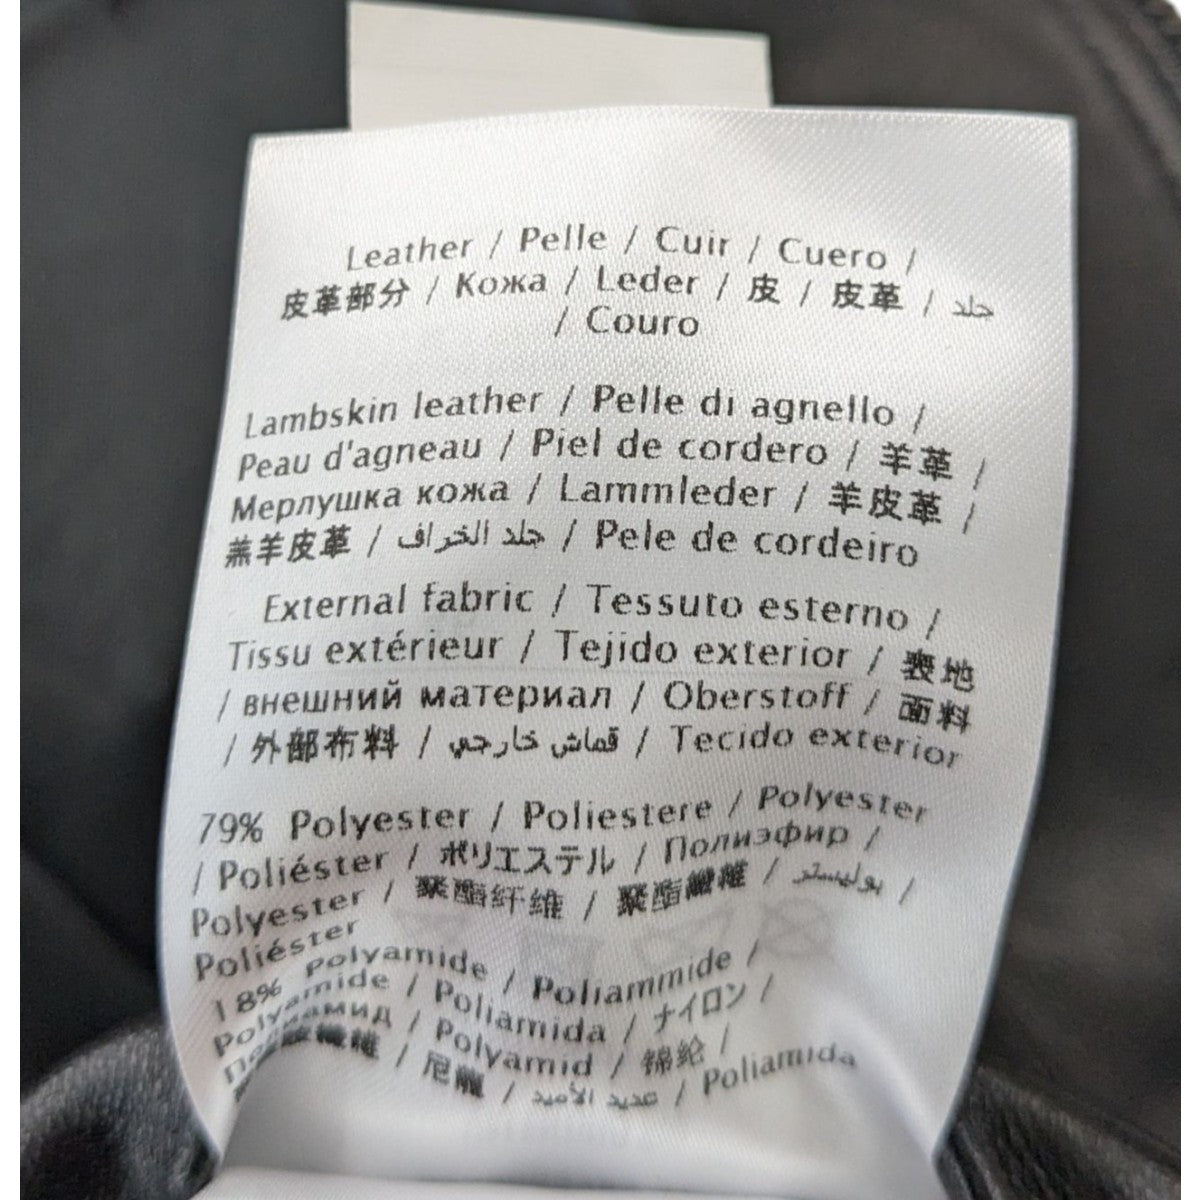 Leather / Pelle / Cuir / Cuero /
皮革部分 / Кожа / Leder / 皮 / 皮革 / جلد
/ Couro
Lambskin leather / Pelle di agnello /
Peau d'agneau / Piel de cordero / 羊革 /
Мерлушка кожа / Lammleder / 羊皮革 /
羔羊皮革 / جلد الخراف / Pele de cordeiro
External fabric / Tessuto esterno /
Tissu extérieur / Tejido exterior / 表地
/ внешний материал / Oberstoff / 面料
/ 外部布料 / قماش خارجي / Tecido exterior
79% Polyester / Poliestere / Polyester
/ Poliéster / ポリエステル / Полиэфир /
Polyester / 聚酯纤维 / 聚酯纖維 / بوليستر /
Poliéster
18% Polyamide / Poliammide /
Polyamide / Poliamida / ナイロン /
Полиамид / Polyamid / 锦纶 /
纖維 / 尼龍 / عديد الأميد / Poliamida